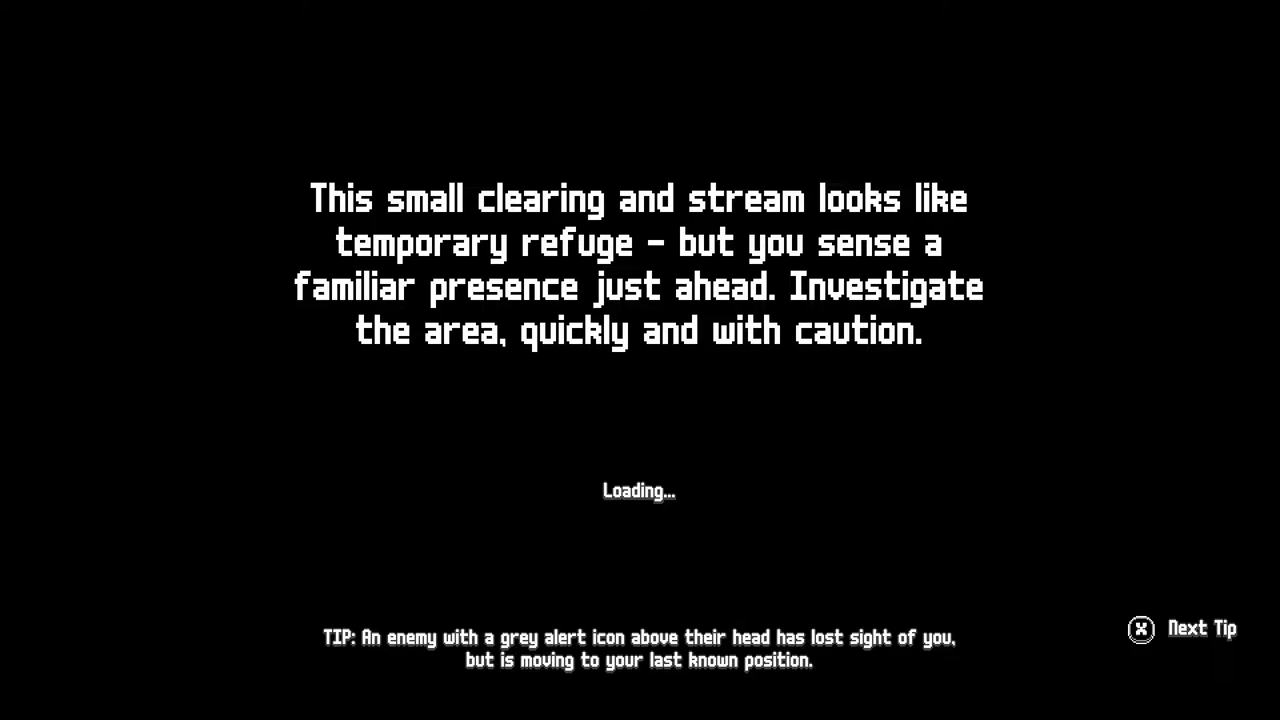 This small clearing and stream looks like
temporary refuge - but you sense a
familiar presence just ahead. Investigate
the area, quickly and with caution.
Loading...
TIP: An enemy with a grey alert icon above their head has lost sight of you,
but is moving to your last known position.
X Next Tip